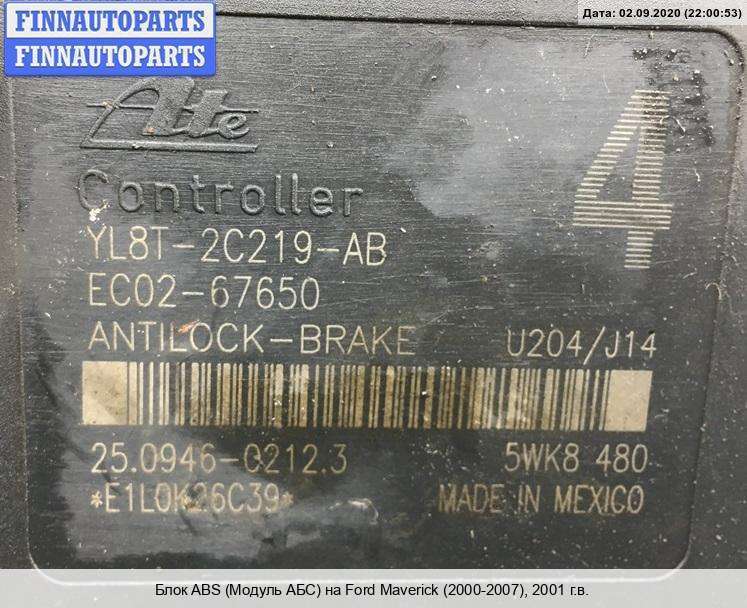 FINNAUTOPARTS
FINNAUTOPARTS
Дата: 02.09.2020 (22:00:53)
Ate
Controller
4
YL8T-2C219-AB
EC02-67650
ANTILOCK-BRAKE U204/J14
25.0946-0212.3 5WK8 480
*E1L0K26C39* MADE IN MEXICO
Блок ABS (Модуль АБС) на Ford Maverick (2000-2007), 2001 г.в.